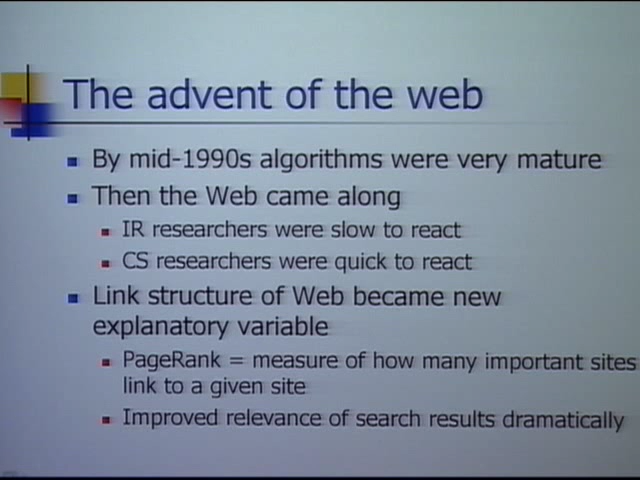 The advent of the web
By mid-1990s algorithms were very mature
Then the Web came along
IR researchers were slow to react
CS researchers were quick to react
Link structure of Web became new
explanatory variable
PageRank = measure of how many important sites
link to a given site
Improved relevance of search results dramatically